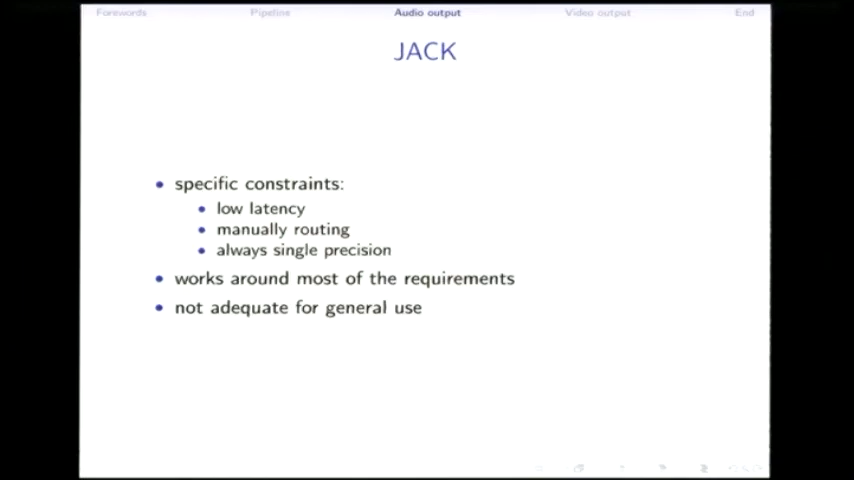 Forewords Pipeline Audio output Video output End
JACK
specific constraints:
low latency
manually routing
always single precision
works around most of the requirements
not adequate for general use